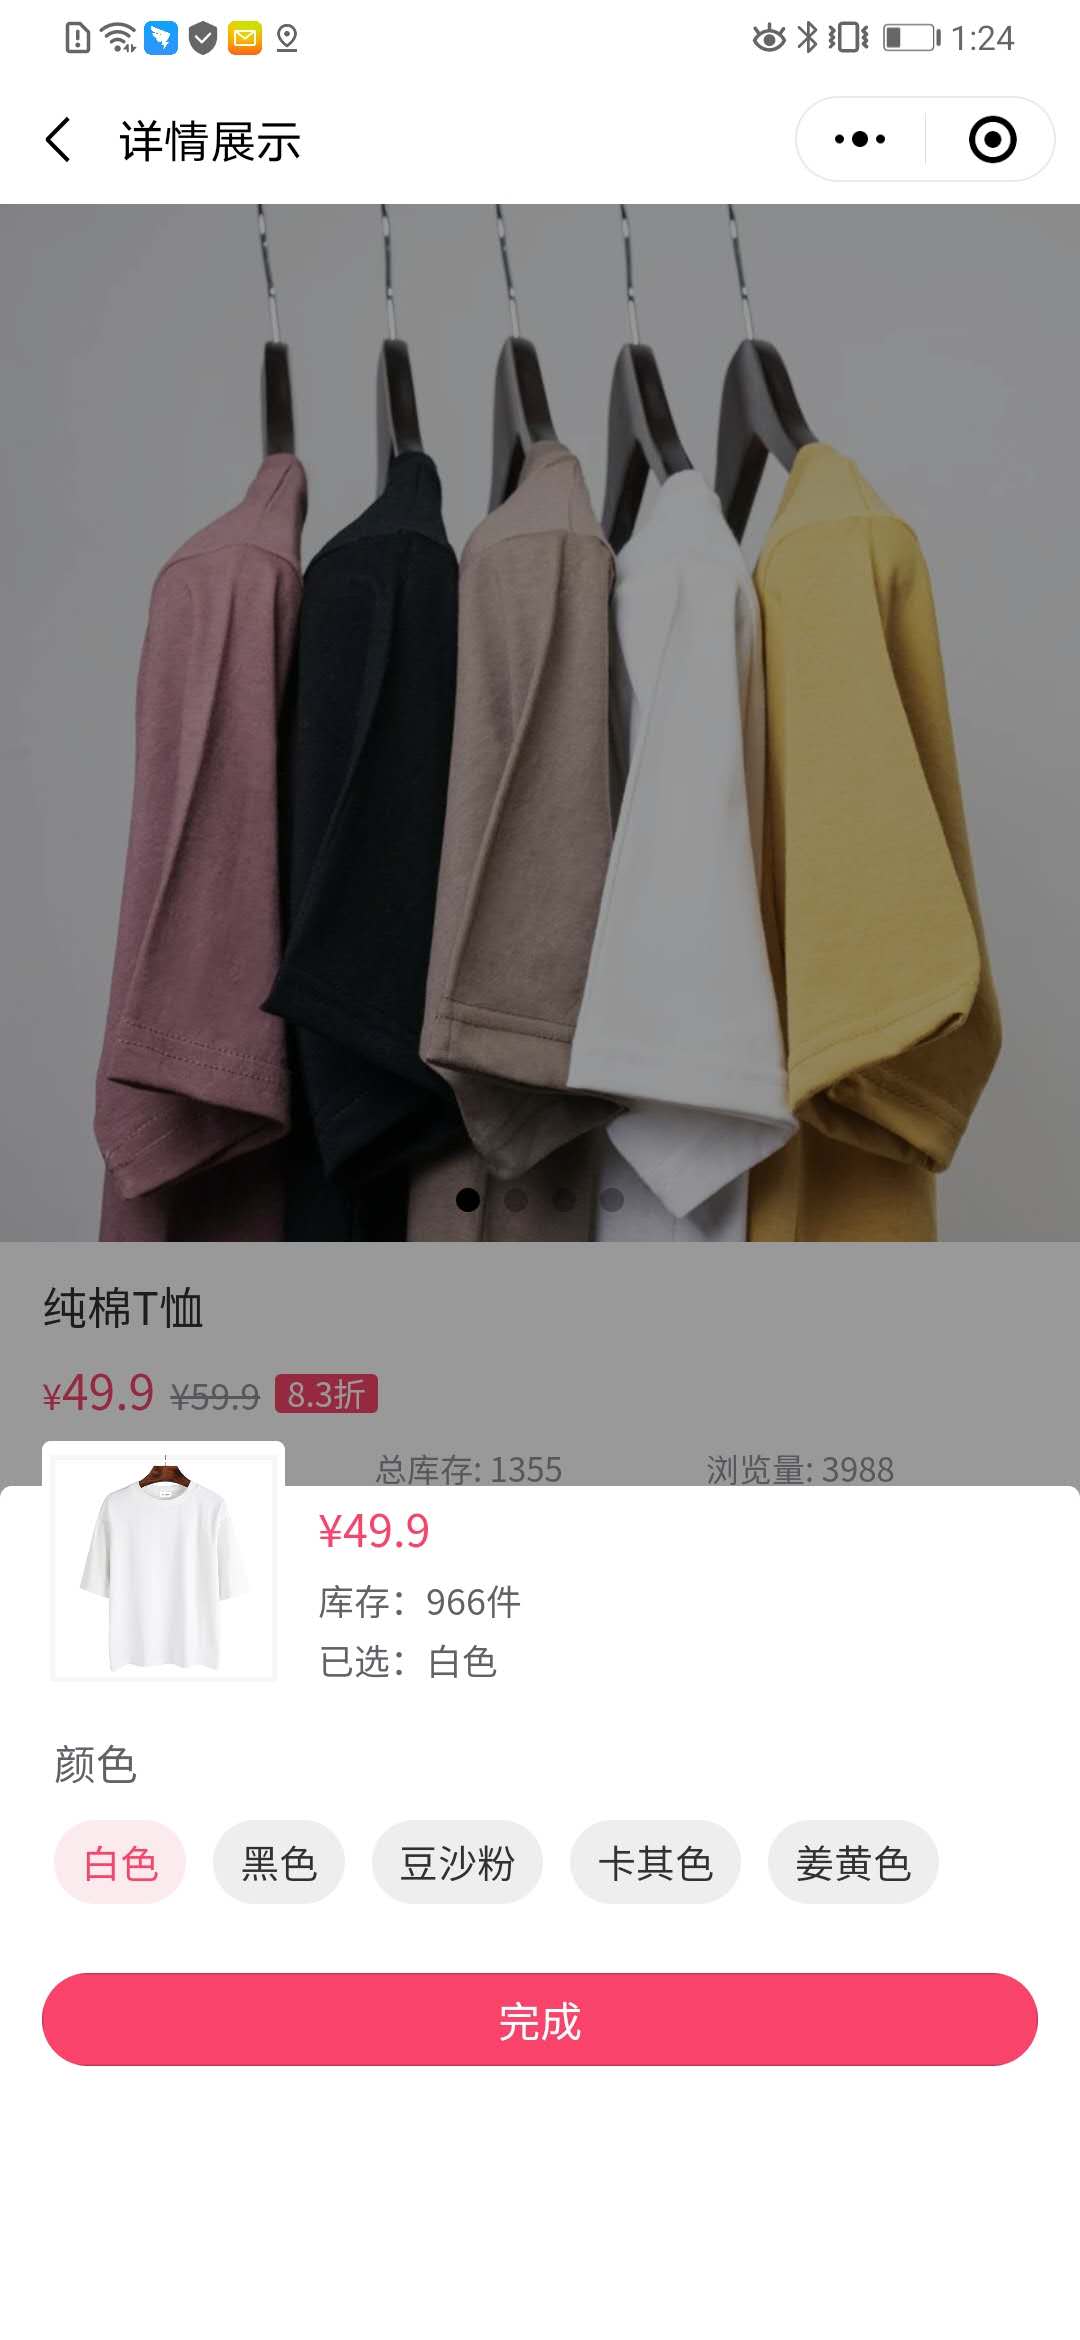 1:24
详情展示
纯棉T恤
¥49.9 ¥59.9 8.3折
总库存: 1355 浏览量: 3988
¥49.9
库存：966件
已选：白色
颜色
白色 黑色 豆沙粉 卡其色 姜黄色
完成